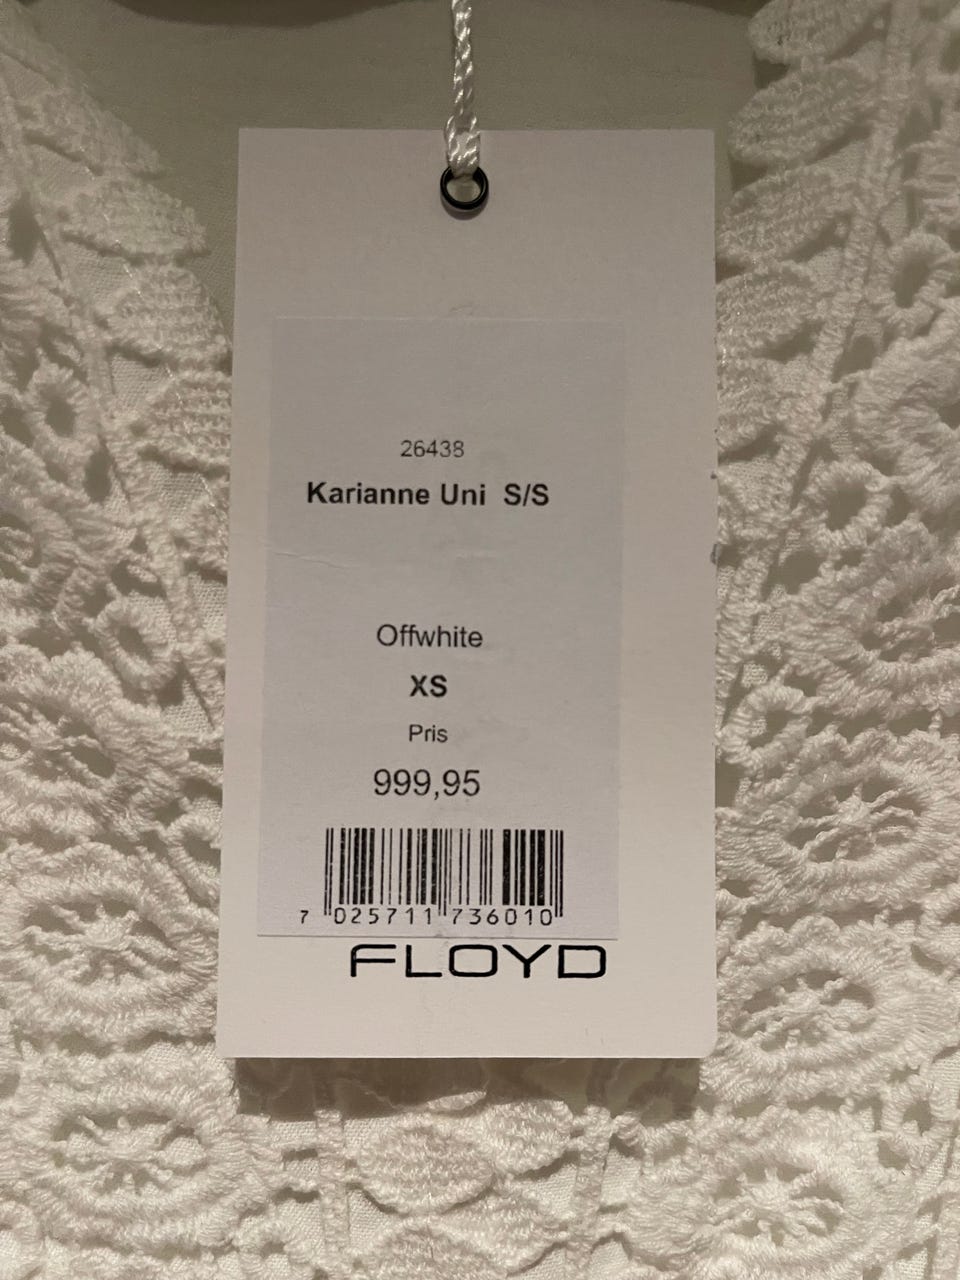 26438
Karianne Uni S/S
Offwhite
XS
Pris
999,95
7 025711 736010
FLOYD